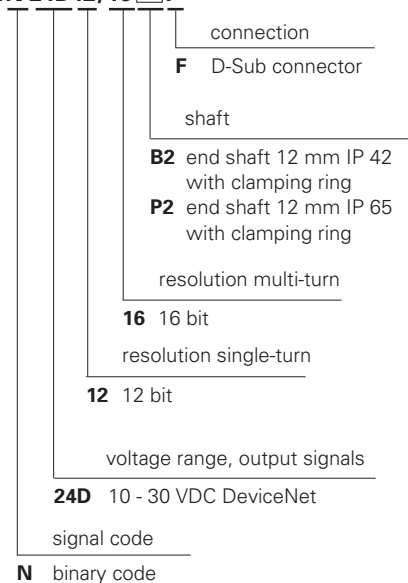 connection
F D-Sub connector
shaft
B2 end shaft 12 mm IP 42
with clamping ring
P2 end shaft 12 mm IP 65
with clamping ring
resolution multi-turn
16 16 bit
resolution single-turn
12 12 bit
voltage range, output signals
24D 10 - 30 VDC DeviceNet
signal code
N binary code